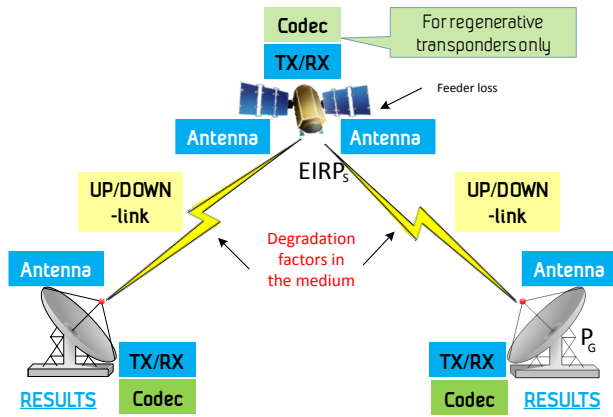 Codec
For regenerative
transponders only
TX/RX
Feeder loss
Antenna
Antenna
EIRPS
UP/DOWN
-link
UP/DOWN
-link
Degradation
factors in
the medium
Antenna
Antenna
PG
TX/RX
Codec
RESULTS
TX/RX
Codec
RESULTS